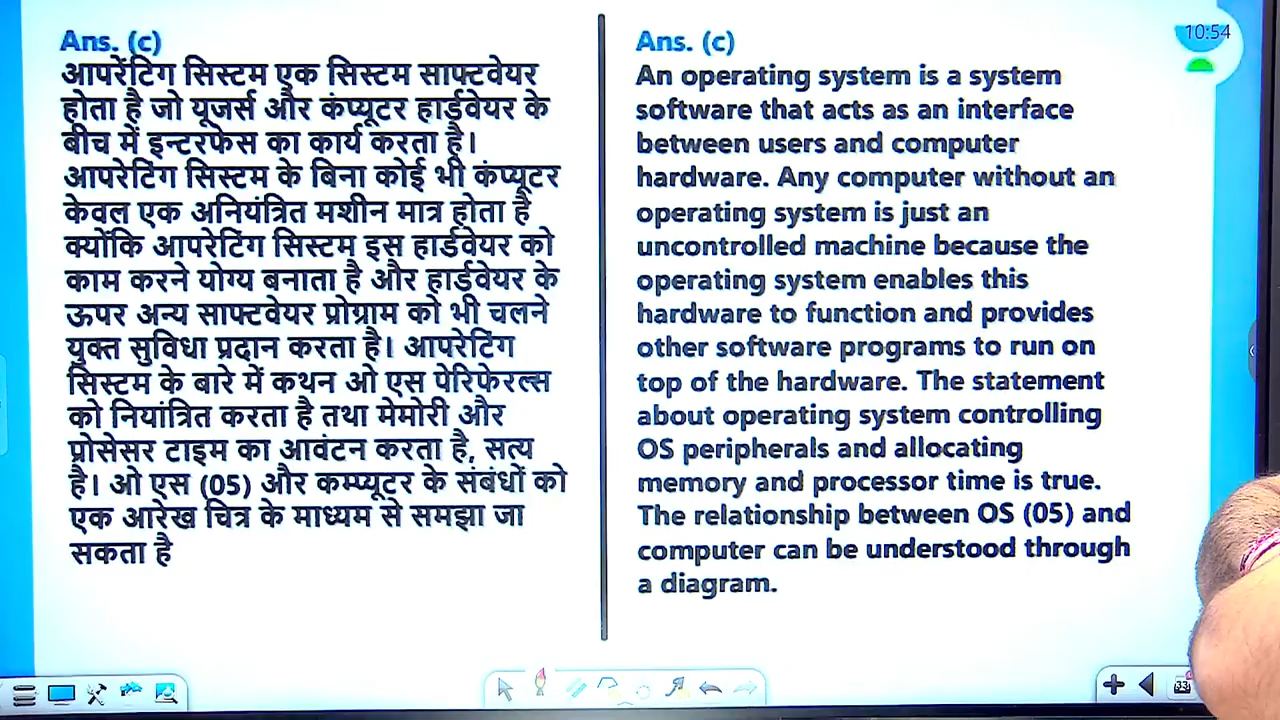 Ans. (c)
आपरेंटिग सिस्टम एक सिस्टम साफ्टवेयर
होता है जो यूजर्स और कंप्यूटर हार्डवेयर के
बीच में इन्टरफेस का कार्य करता है।
आपरेटिंग सिस्टम के बिना कोई भी कंप्यूटर
केवल एक अनियंत्रित मशीन मात्र होता है
क्योंकि आपरेटिंग सिस्टम इस हार्डवेयर को
काम करने योग्य बनाता है और हार्डवेयर के
ऊपर अन्य साफ्टवेयर प्रोग्राम को भी चलने
युक्त सुविधा प्रदान करता है। आपरेटिंग
सिस्टम के बारे में कथन ओ एस पेरिफेरल्स
को नियांत्रित करता है तथा मेमोरी और
प्रोसेसर टाइम का आवंटन करता है, सत्य
है। ओ एस (05) और कम्प्यूटर के संबंधों को
एक आरेख चित्र के माध्यम से समझा जा
सकता है
Ans. (c)
An operating system is a system
software that acts as an interface
between users and computer
hardware. Any computer without an
operating system is just an
uncontrolled machine because the
operating system enables this
hardware to function and provides
other software programs to run on
top of the hardware. The statement
about operating system controlling
OS peripherals and allocating
memory and processor time is true.
The relationship between OS (05) and
computer can be understood through
a diagram.
10:54
33